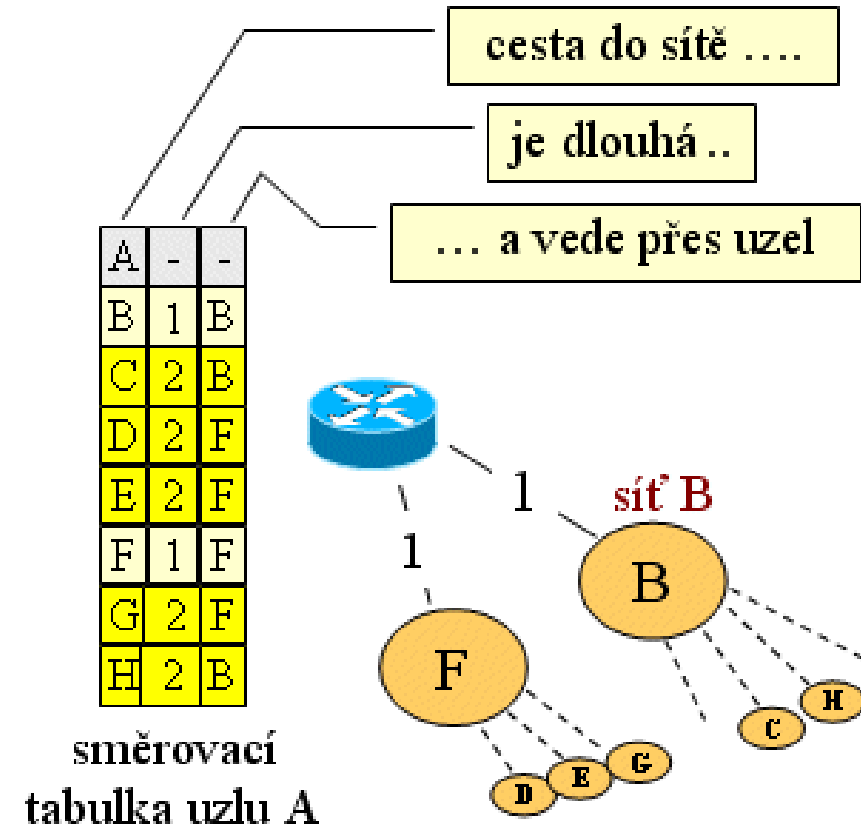 cesta do sítě ....
je dlouhá ..
... a vede přes uzel
A - -
B 1 B
C 2 B
D 2 F
E 2 F
F 1 F
G 2 F
H 2 B
směrovací
tabulka uzlu A
1
1
síť B
B
F
H
C
G
E
D